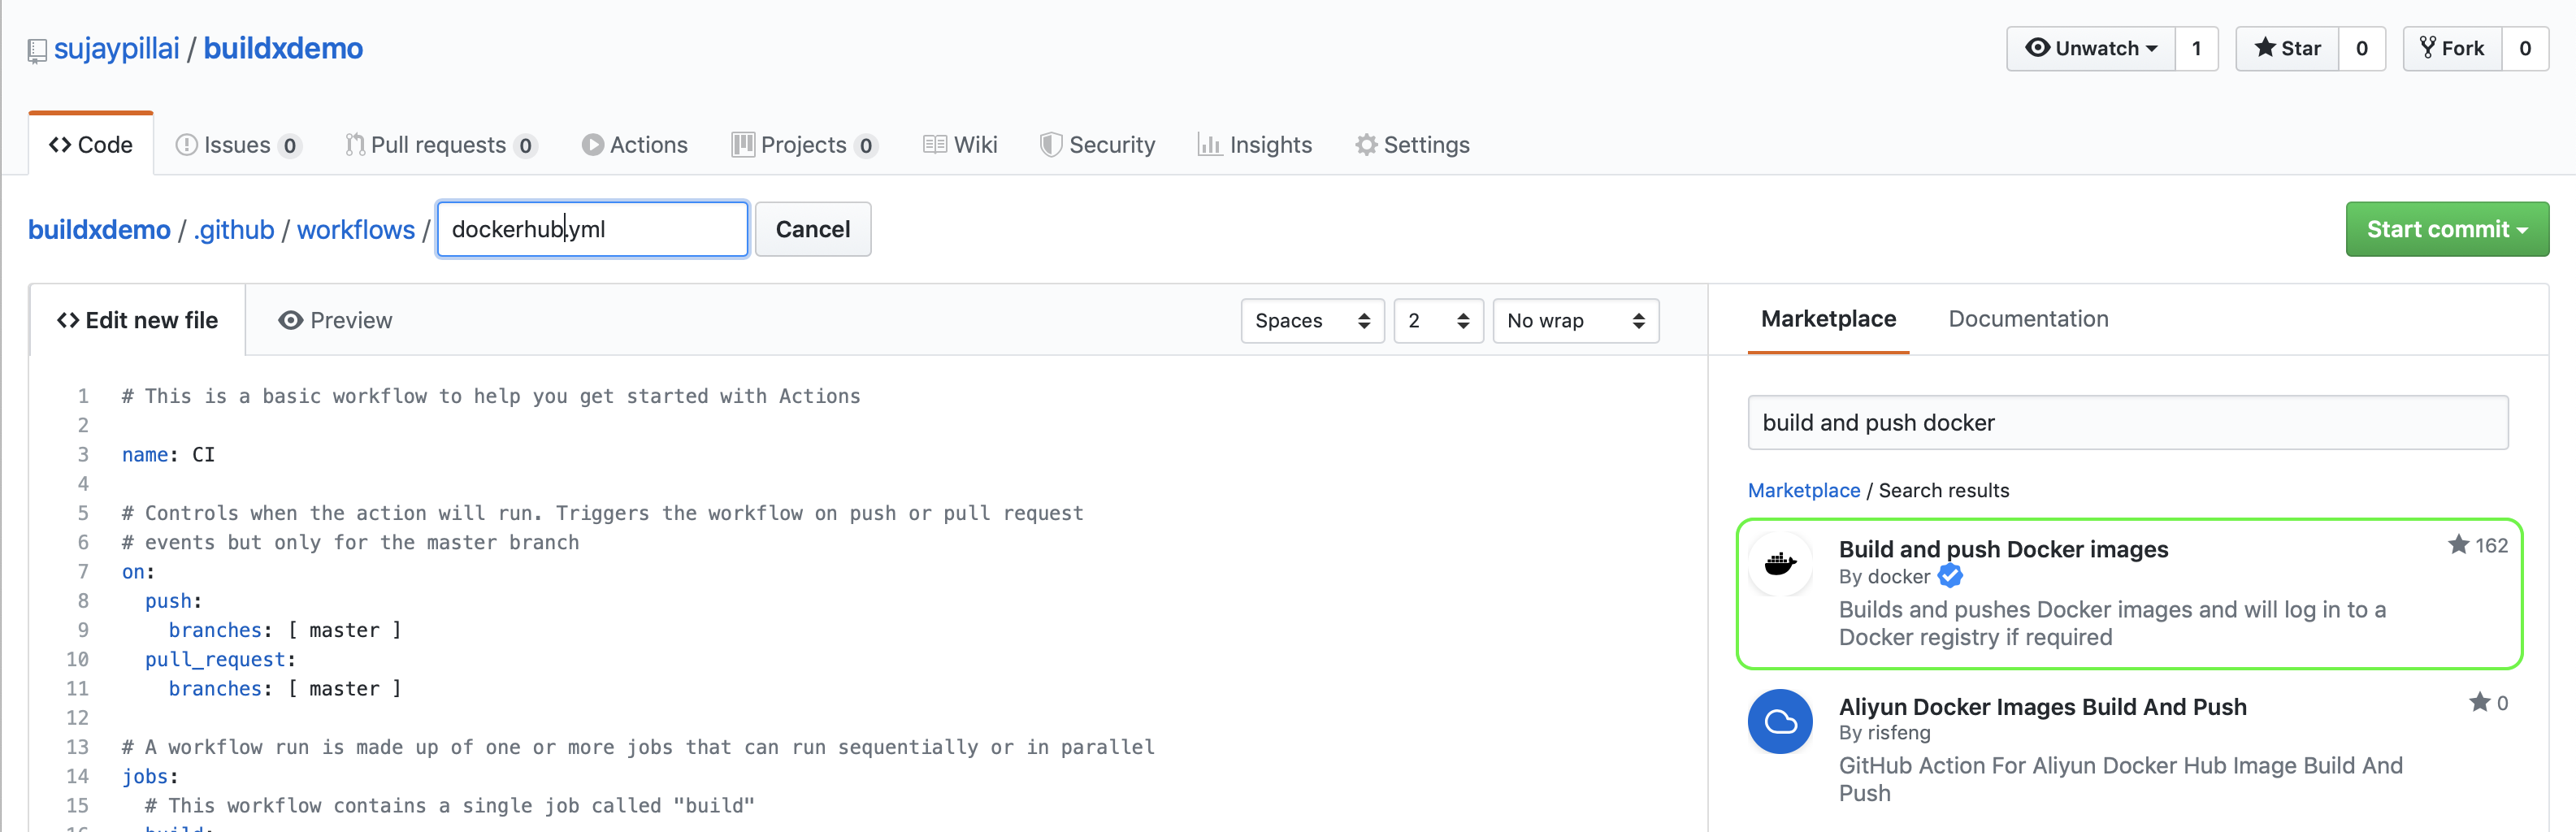 sujaypillai / buildxdemo
Unwatch 1 Star 0 Fork 0
Code Issues 0 Pull requests 0 Actions Projects 0 Wiki Security Insights Settings
buildxdemo / .github / workflows / dockerhub.yml Cancel Start commit
Edit new file Preview Spaces 2 No wrap
1 # This is a basic workflow to help you get started with Actions
2
3 name: CI
4
5 # Controls when the action will run. Triggers the workflow on push or pull request
6 # events but only for the master branch
7 on:
8 push:
9 branches: [ master ]
10 pull_request:
11 branches: [ master ]
12
13 # A workflow run is made up of one or more jobs that can run sequentially or in parallel
14 jobs:
15 # This workflow contains a single job called "build"
16 build:
Marketplace Documentation
build and push docker
Marketplace / Search results
Build and push Docker images 162
By docker
Builds and pushes Docker images and will log in to a
Docker registry if required
Aliyun Docker Images Build And Push 0
By risfeng
GitHub Action For Aliyun Docker Hub Image Build And
Push